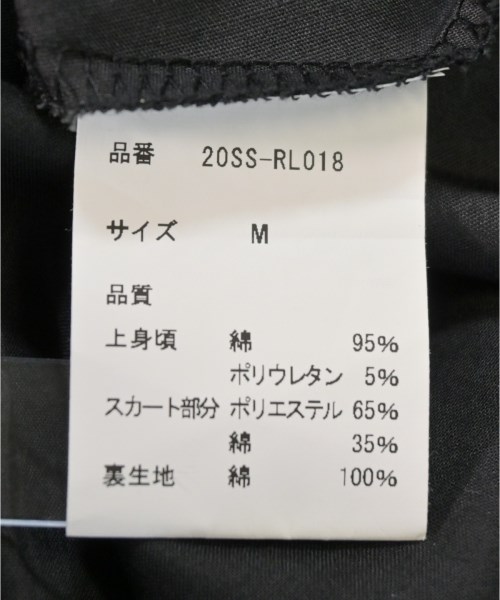 品番 20SS-RL018
サイズ M
品質
上身頃 綿 95%
ポリウレタン 5%
スカート部分 ポリエステル 65%
綿 35%
裏生地 綿 100%